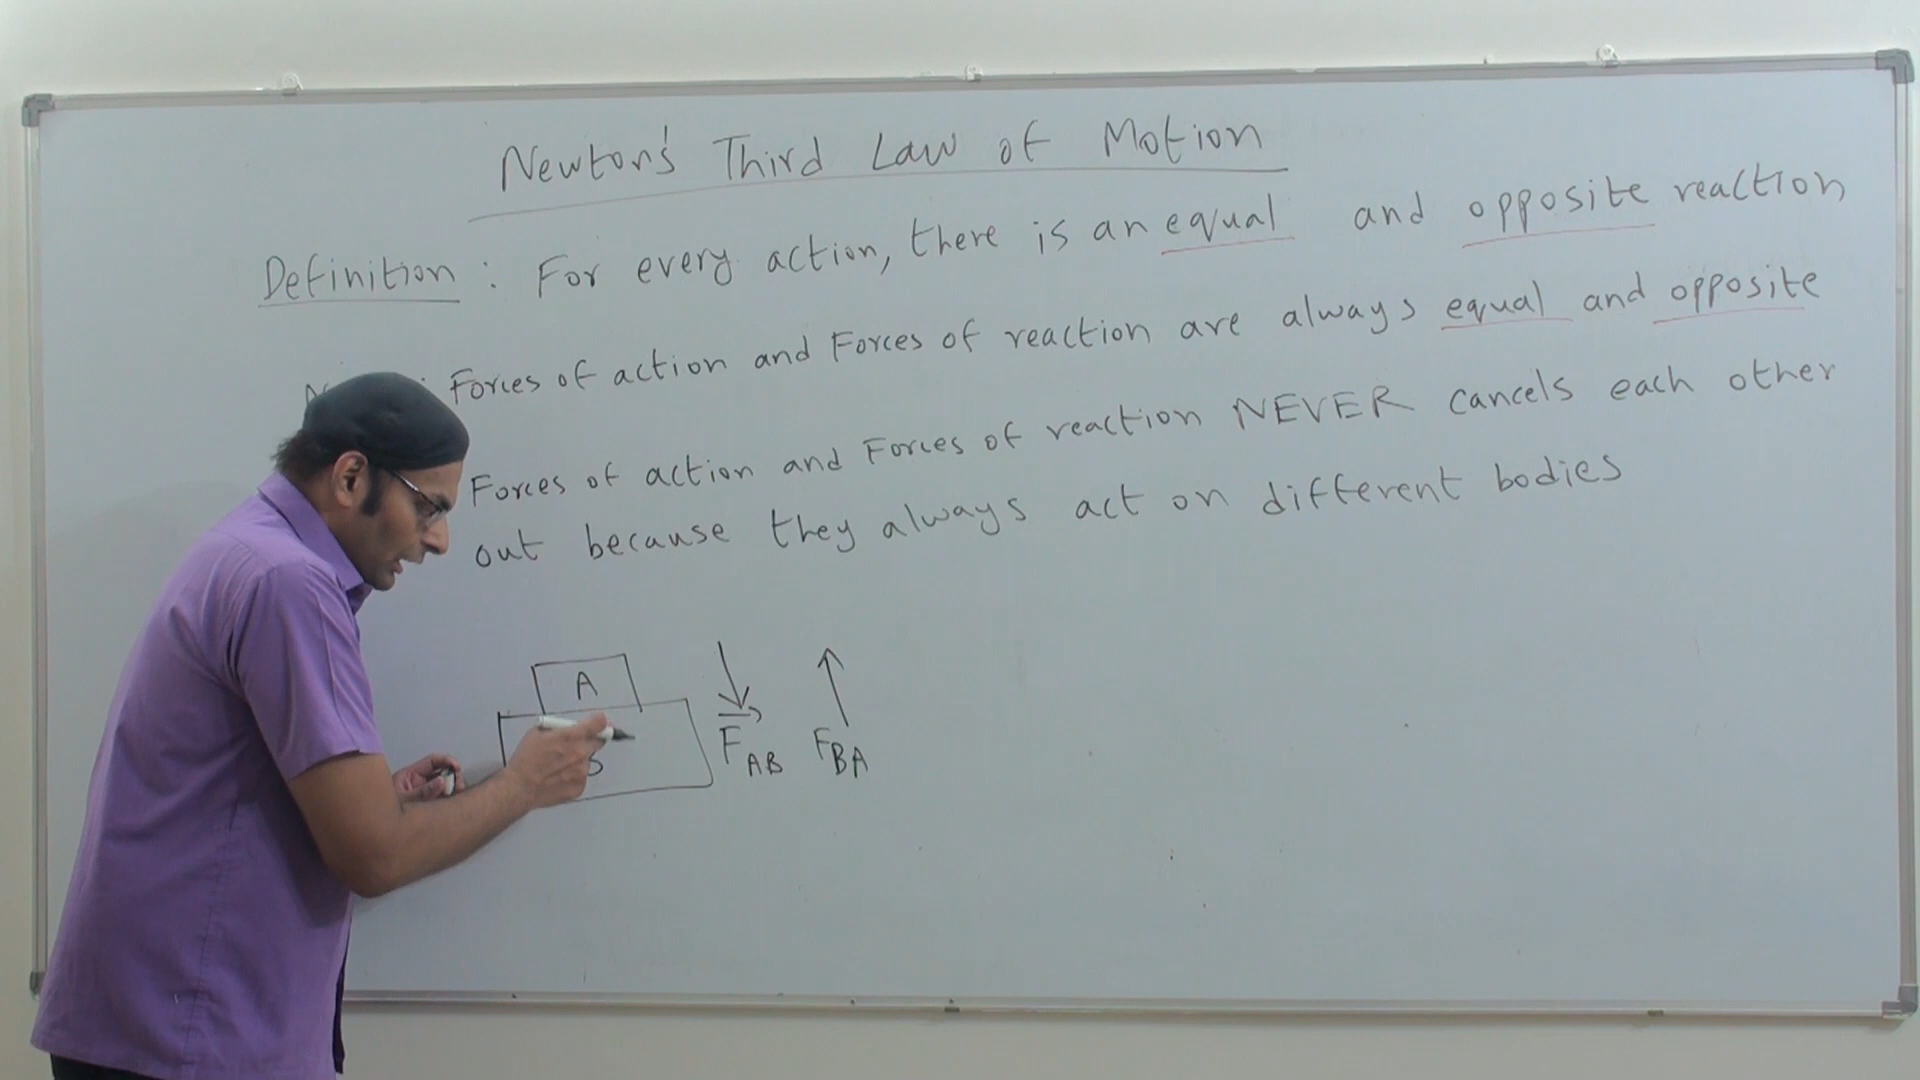 Newton's Third Law of Motion
Definition : For every action, there is an equal and opposite reaction
Forces of action and Forces of reaction are always equal and opposite
Forces of action and Forces of reaction NEVER cancels each other
out because they always act on different bodies
A
F AB F BA